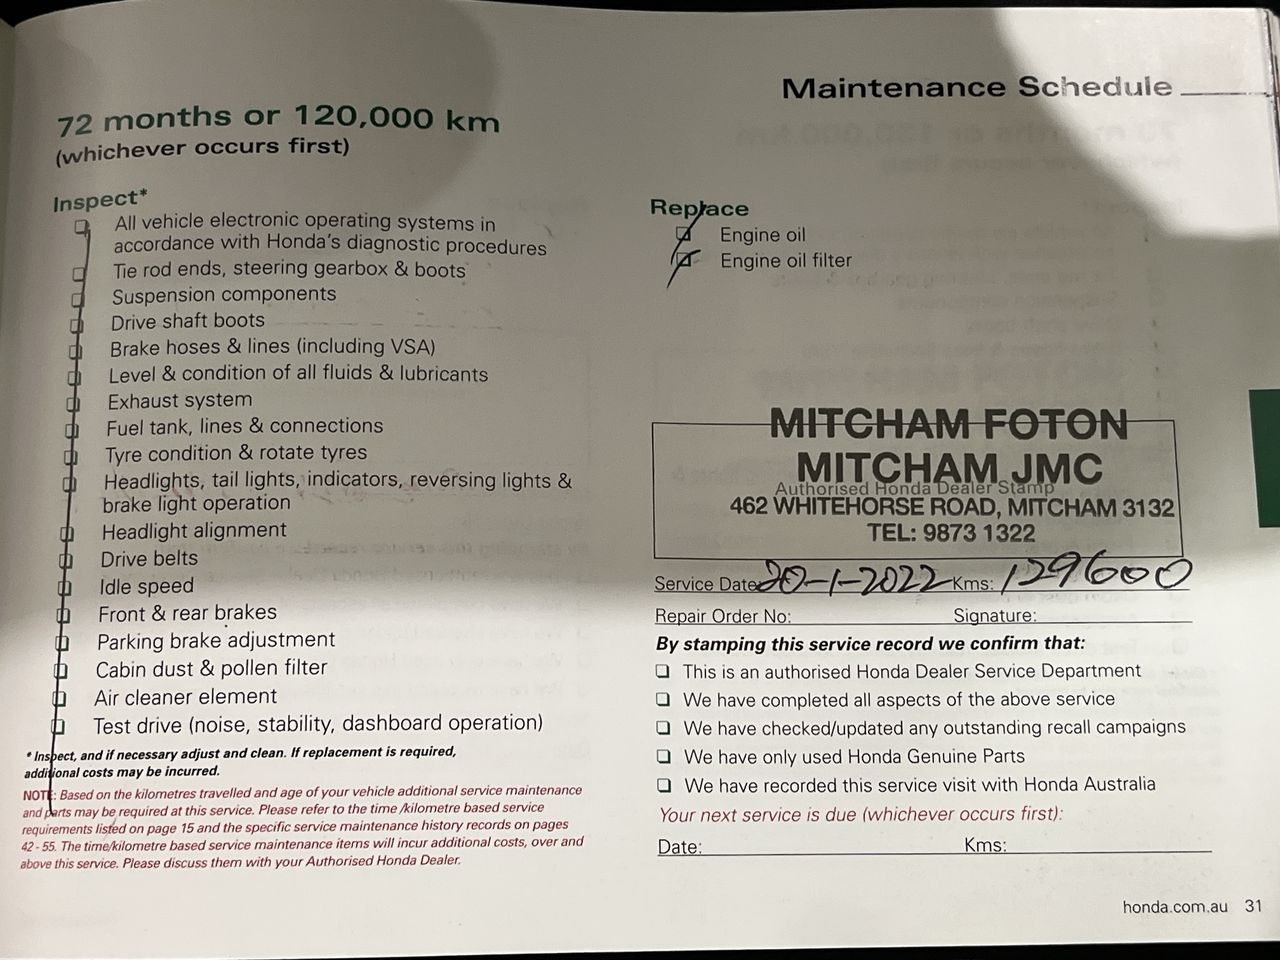 Maintenance Schedule
72 months or 120,000 km
(whichever occurs first)
Inspect*
All vehicle electronic operating systems in
accordance with Honda's diagnostic procedures
Tie rod ends, steering gearbox & boots
Suspension components
Drive shaft boots
Brake hoses & lines (including VSA)
Level & condition of all fluids & lubricants
Exhaust system
Fuel tank, lines & connections
Tyre condition & rotate tyres
Headlights, tail lights, indicators, reversing lights &
brake light operation
Headlight alignment
Drive belts
Idle speed
Front & rear brakes
Parking brake adjustment
Cabin dust & pollen filter
Air cleaner element
Test drive (noise, stability, dashboard operation)
* Inspect, and if necessary adjust and clean. If replacement is required,
additional costs may be incurred.
NOTE: Based on the kilometres travelled and age of your vehicle additional service maintenance
and parts may be required at this service. Please refer to the time /kilometre based service
requirements listed on page 15 and the specific service maintenance history records on pages
42 - 55. The time/kilometre based service maintenance items will incur additional costs, over and
above this service. Please discuss them with your Authorised Honda Dealer.
Replace
Engine oil
Engine oil filter
MITCHAM FOTON
MITCHAM JMC
Authorised Honda Dealer Stamp
462 WHITEHORSE ROAD, MITCHAM 3132
TEL: 9873 1322
Service Date: 20-1-2022 Kms: 129600
Repair Order No: Signature:
By stamping this service record we confirm that:
This is an authorised Honda Dealer Service Department
We have completed all aspects of the above service
We have checked/updated any outstanding recall campaigns
We have only used Honda Genuine Parts
We have recorded this service visit with Honda Australia
Your next service is due (whichever occurs first):
Date: Kms:
honda.com.au 31